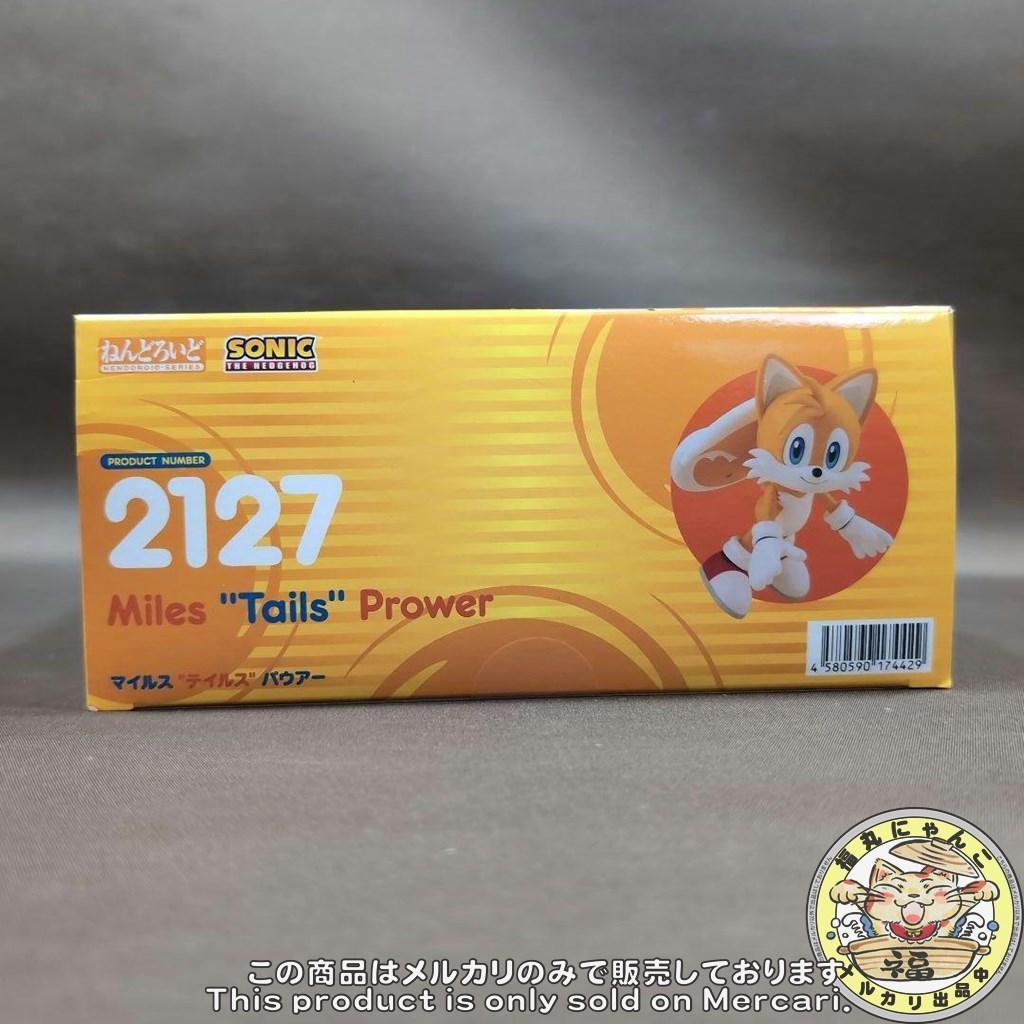 ねんどろいど
NENDOROID SERIES
SONIC
THE HEDGEHOG
PRODUCT NUMBER
2127
Miles "Tails" Prower
マイルス "テイルス" パウアー
4 580590 174429
福丸にゃんこ
福
メルカリ出品中
この商品はメルカリのみで販売しております
This product is only sold on Mercari.